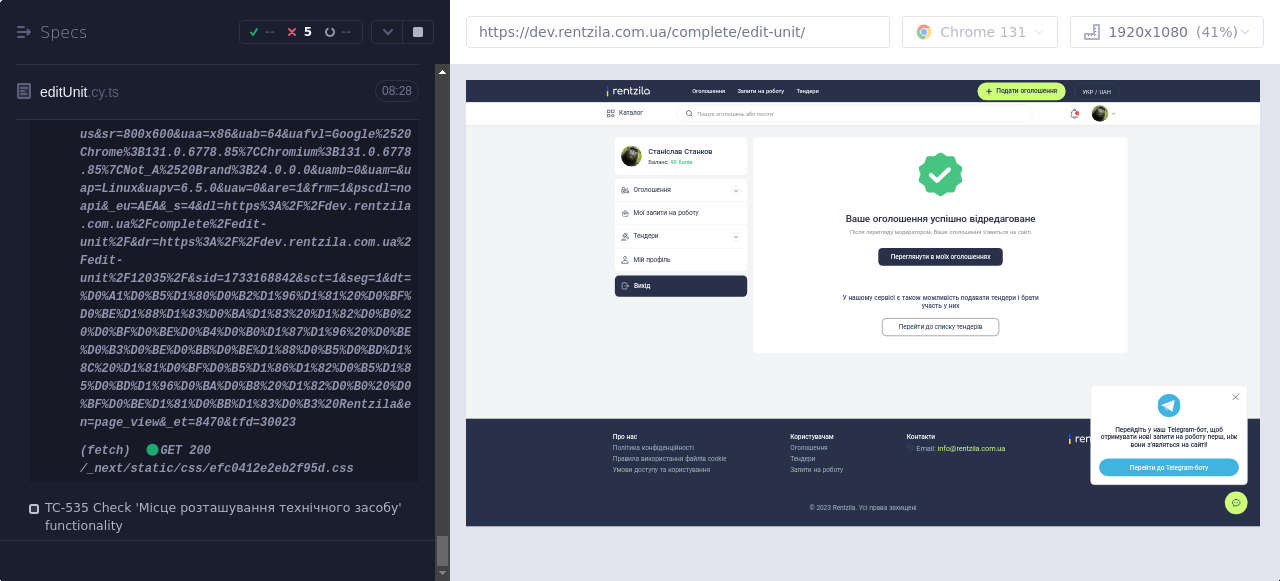 Specs
-- 5 --
editUnit.cy.ts 08:28
us&sr=800x600&uaa=x86&uab=64&uafvl=Google%2520
Chrome%3B131.0.6778.85%7CChromium%3B131.0.6778
.85%7CNot_A%2520Brand%3B24.0.0.0&uamb=0&uam=&u
ap=Linux&uapv=6.5.0&uaw=0&are=1&frm=1&pscdl=no
api&_eu=AEA&_s=4&dl=https%3A%2F%2Fdev.rentzila
.com.ua%2Fcomplete%2Fedit-
unit%2F&dr=https%3A%2F%2Fdev.rentzila.com.ua%2
Fedit-
unit%2F12035%2F&sid=1733168842&sct=1&seg=1&dt=
%D0%A1%D0%B5%D1%80%D0%B2%D1%96%D1%81%20%D0%BF%
D0%BE%D1%88%D1%83%D0%BA%D1%83%20%D1%82%D0%B0%2
0%D0%BF%D0%BE%D0%B4%D0%B0%D1%87%D1%96%20%D0%BE
%D0%B3%D0%BE%D0%BB%D0%BE%D1%88%D0%B5%D0%BD%D1%
8C%20%D1%81%D0%BF%D0%B5%D1%86%D1%82%D0%B5%D1%8
5%D0%BD%D1%96%D0%BA%D0%B8%20%D1%82%D0%B0%20%D0
%BF%D0%BE%D1%81%D0%BB%D1%83%D0%B3%20Rentzila&e
n=page_view&_et=8470&tfd=30023
(fetch) GET 200
/_next/static/css/efc0412e2eb2f95d.css
TC-535 Check 'Місце розташування технічного засобу'
functionality
https://dev.rentzila.com.ua/complete/edit-unit/
Chrome 131
1920x1080 (41%)
rentzila Оголошення Запити на роботу Тендери + Подати оголошення УКР / UAH
Каталог Пошук оголошень або послуг
Станіслав Станков
Баланс: 90 балів
Оголошення
Мої запити на роботу
Тендери
Мій профіль
Вихід
Ваше оголошення успішно відредаговане
Після перегляду модератором, Ваше оголошення з'явиться на сайті
Переглянути в моїх оголошеннях
У нашому сервісі є також можливість подавати тендери і брати
участь у них
Перейти до списку тендерів
Про нас
Політика конфіденційності
Правила використання файлів cookie
Умови доступу та користування
Користувачам
Оголошення
Тендери
Запити на роботу
Контакти
Email: info@rentzila.com.ua
ren
Перейдіть у наш Telegram-бот, щоб
отримувати нові запити на роботу перш, ніж
вони з'являться на сайті!
Перейти до Telegram-боту
© 2023 Rentzila. Усі права захищені